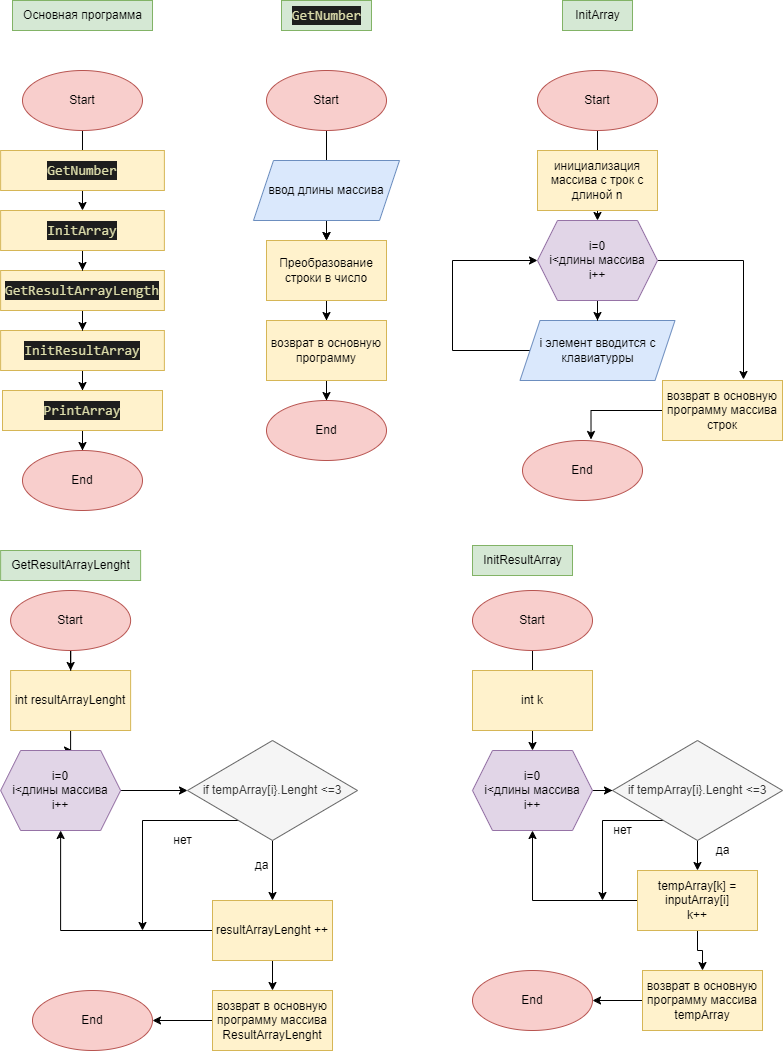 Основная программа
Start
GetNumber
InitArray
GetResultArrayLength
InitResultArray
PrintArray
End
GetNumber
Start
ввод длины массива
Преобразование
строки в число
возврат в основную
программу
End
InitArray
Start
инициализация
массива с трок с
длиной n
i=0
i<длины массива
i++
i элемент вводится с
клавиатурры
возврат в основную
программу массива
строк
End
GetResultArrayLenght
Start
int resultArrayLenght
i=0
i<длины массива
i++
if tempArray[i}.Lenght <=3
нет
да
resultArrayLenght ++
возврат в основную
программу массива
ResultArrayLenght
End
InitResultArray
Start
int k
i=0
i<длины массива
i++
if tempArray[i}.Lenght <=3
нет
да
tempArray[k] =
inputArray[i]
k++
возврат в основную
программу массива
tempArray
End